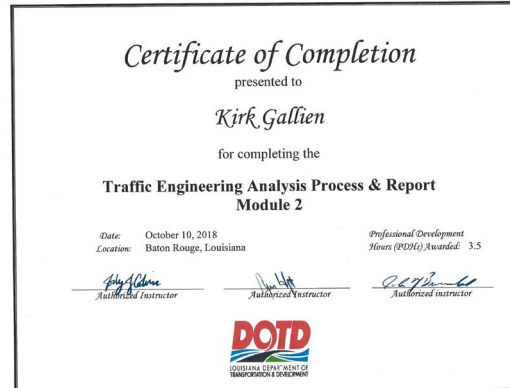 Certificate of Completion
presented to
Kirk Gallien
for completing the
Traffic Engineering Analysis Process & Report
Module 2
Date: October 10, 2018
Location: Baton Rouge, Louisiana
Professional Development
Hours (PDHs) Awarded: 3.5
Authorized Instructor
Authorized Instructor
Authorized instructor
DOTD
LOUISIANA DEPARTMENT OF
TRANSPORTATION & DEVELOPMENT